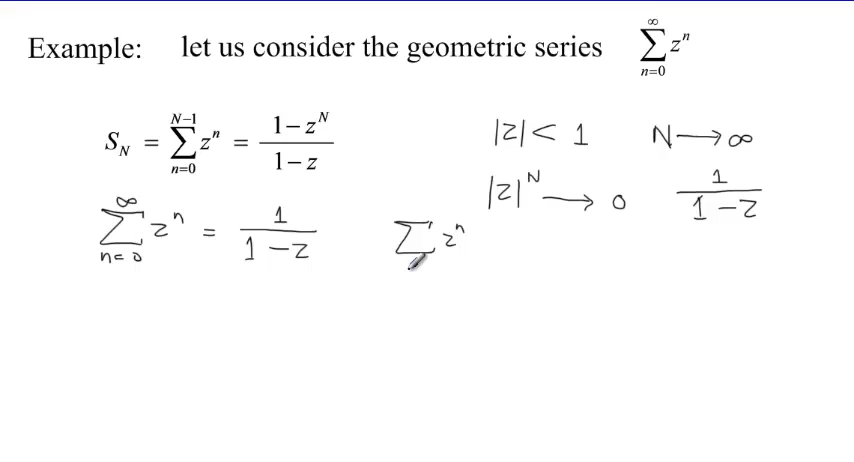 Example: let us consider the geometric series ∑_{n=0}^{∞} z^n
S_N = ∑_{n=0}^{N-1} z^n = (1 - z^N)/(1 - z) |z| < 1 N → ∞
|z|^N → 0 1/(1 - z)
∑_{n=0}^{∞} z^n = 1/(1 - z) ∑ z^n